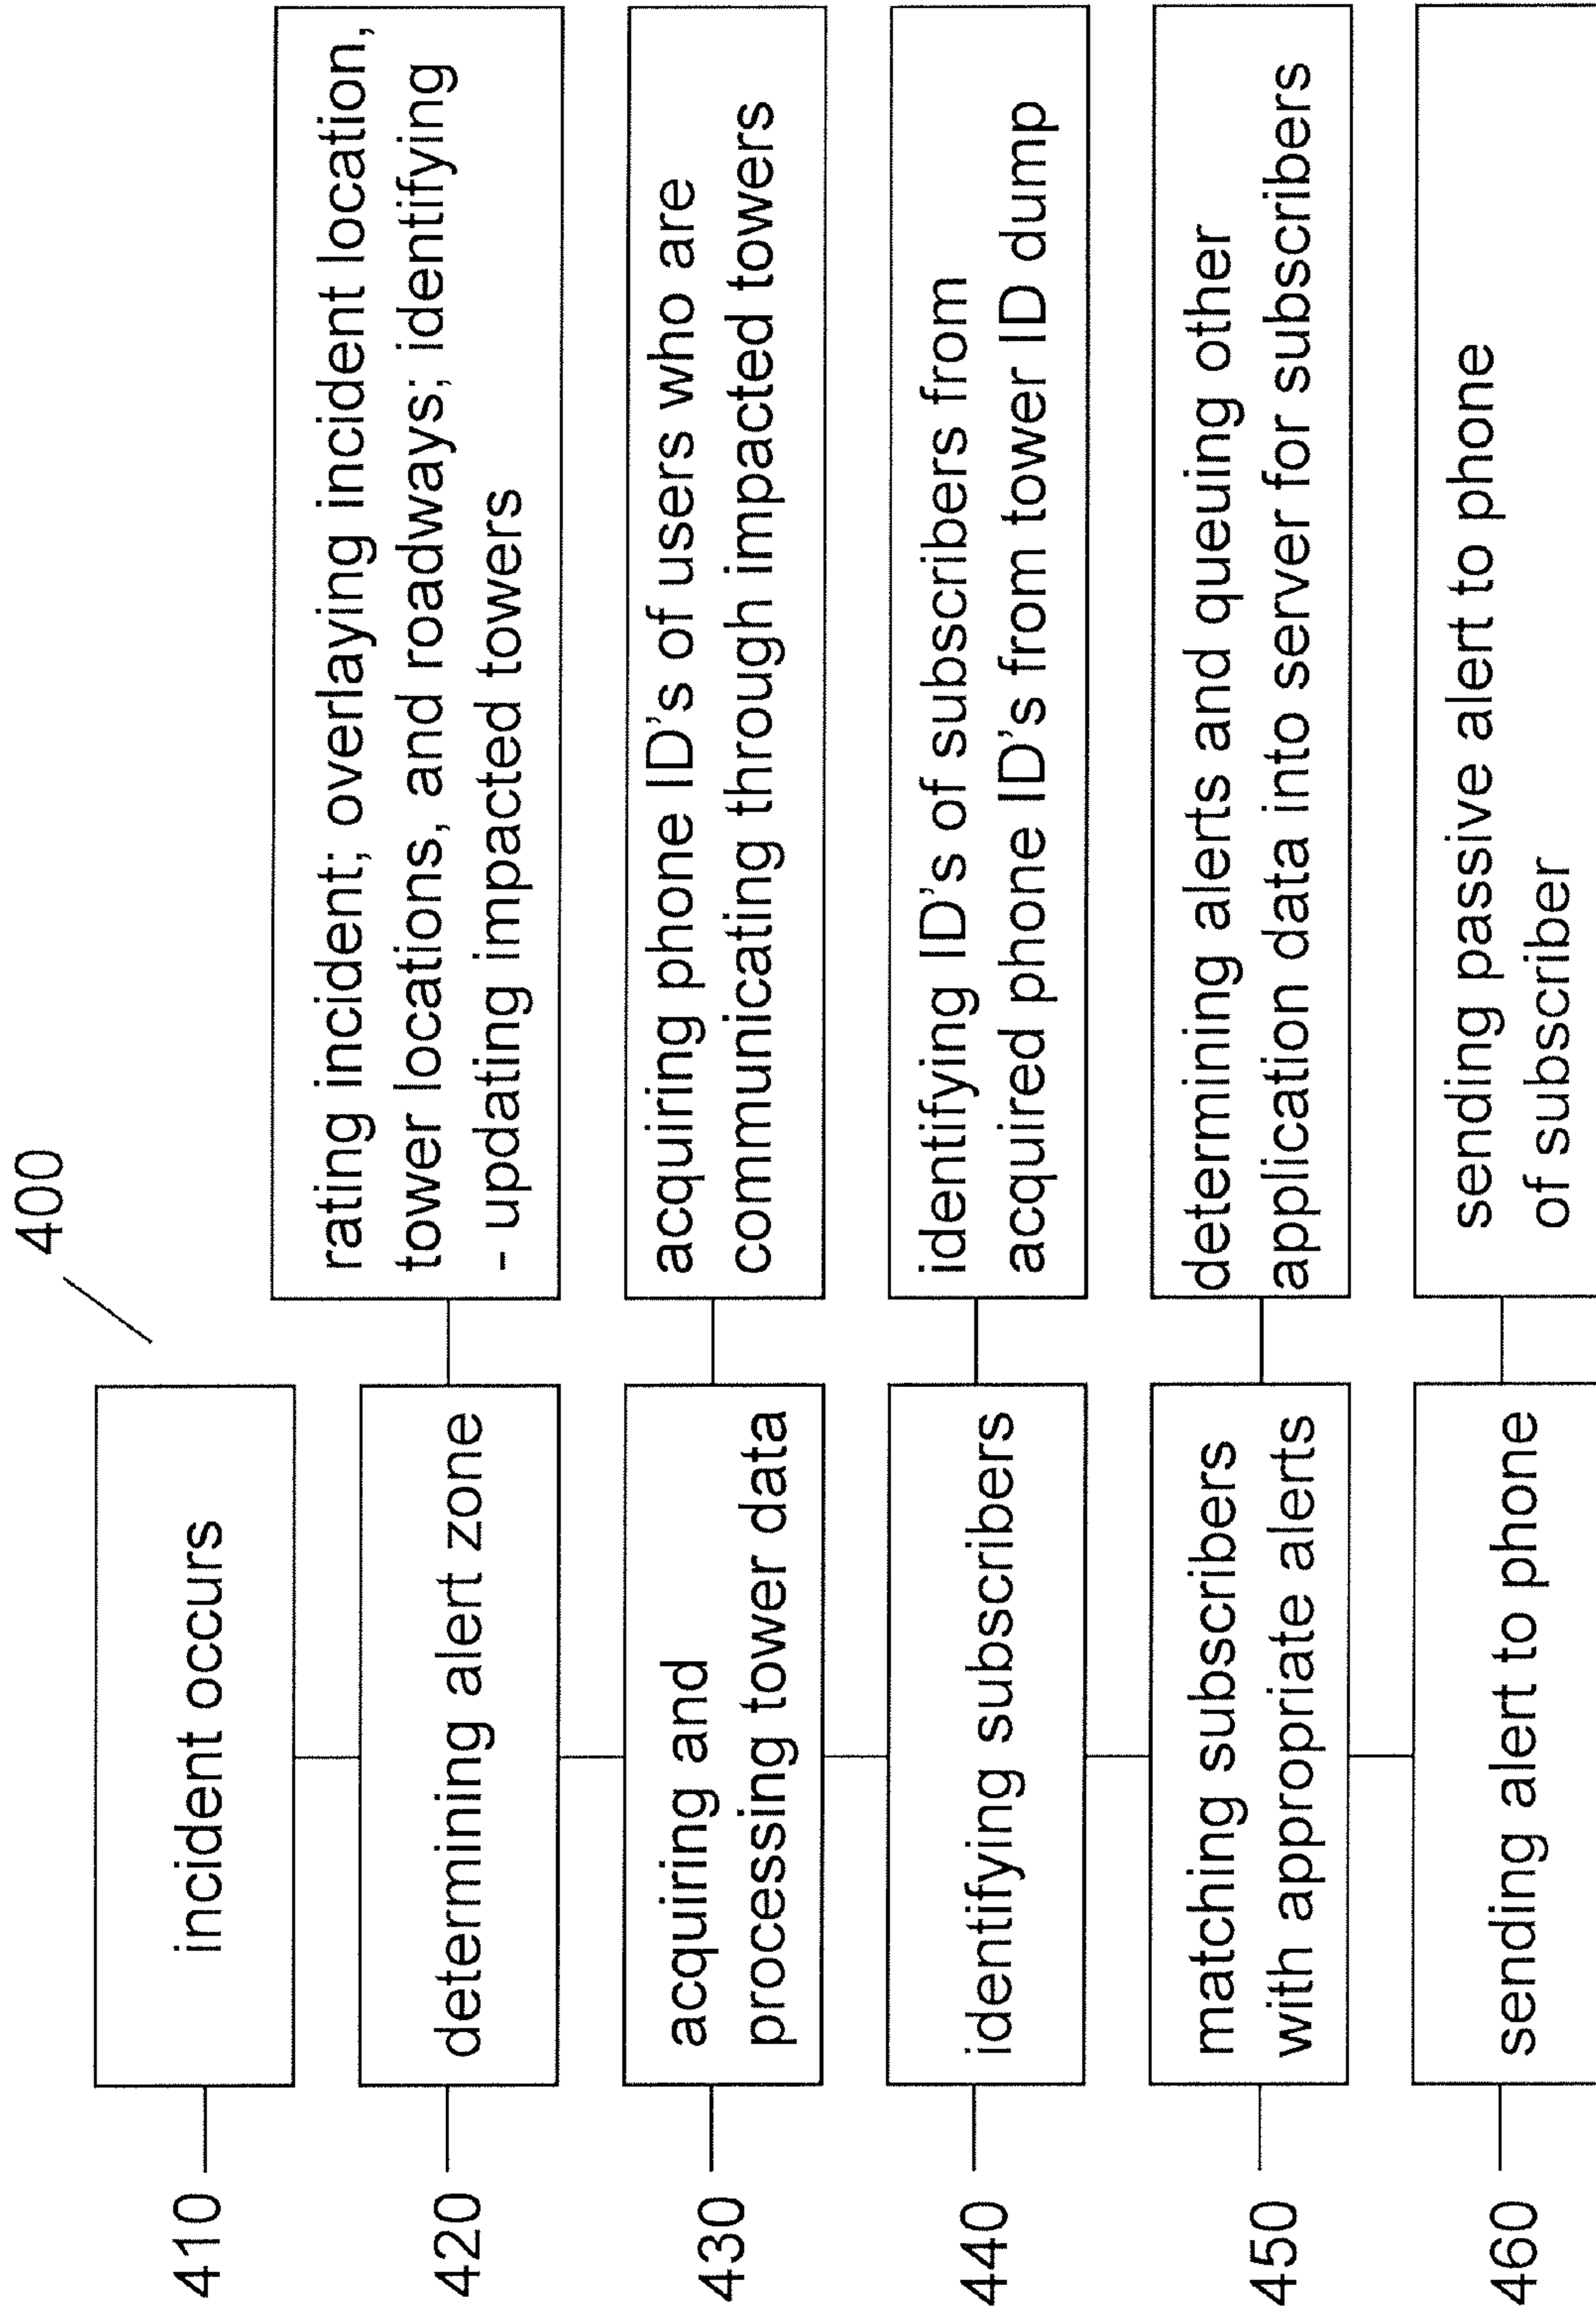 400
410
incident occurs
420
determining alert zone
rating incident; overlaying incident location,
tower locations, and roadways; identifying
- updating impacted towers
430
acquiring and
processing tower data
acquiring phone ID's of users who are
communicating through impacted towers
440
identifying subscribers
identifying ID's of subscribers from
acquired phone ID's from tower ID dump
450
matching subscribers
with appropriate alerts
determining alerts and queuing other
application data into server for subscribers
460
sending alert to phone
sending passive alert to phone
of subscriber